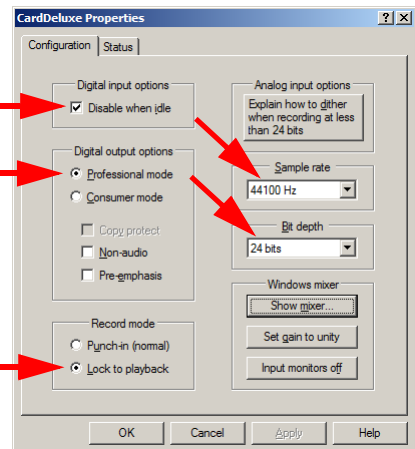 CardDeluxe Properties
Configuration
Status
Digital input options
Disable when idle
Digital output options
Professional mode
Consumer mode
Copy protect
Non-audio
Pre-emphasis
Record mode
Punch-in (normal)
Lock to playback
Analog input options
Explain how to dither
when recording at less
than 24 bits
Sample rate
44100 Hz
Bit depth
24 bits
Windows mixer
Show mixer...
Set gain to unity
Input monitors off
OK
Cancel
Apply
Help